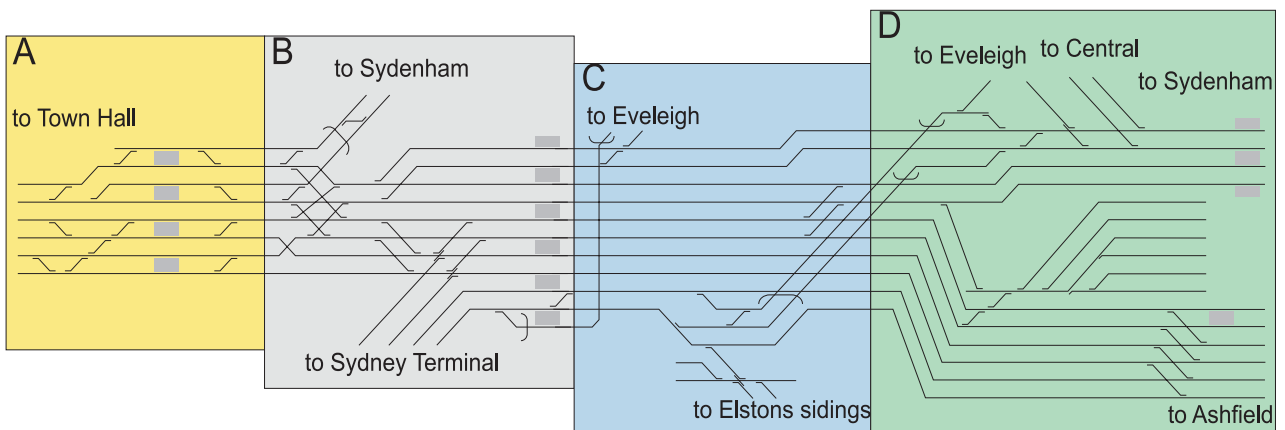 A
to Town Hall
B
to Sydenham
to Sydney Terminal
C
to Eveleigh
to Elstons sidings
D
to Eveleigh
to Central
to Sydenham
to Ashfield